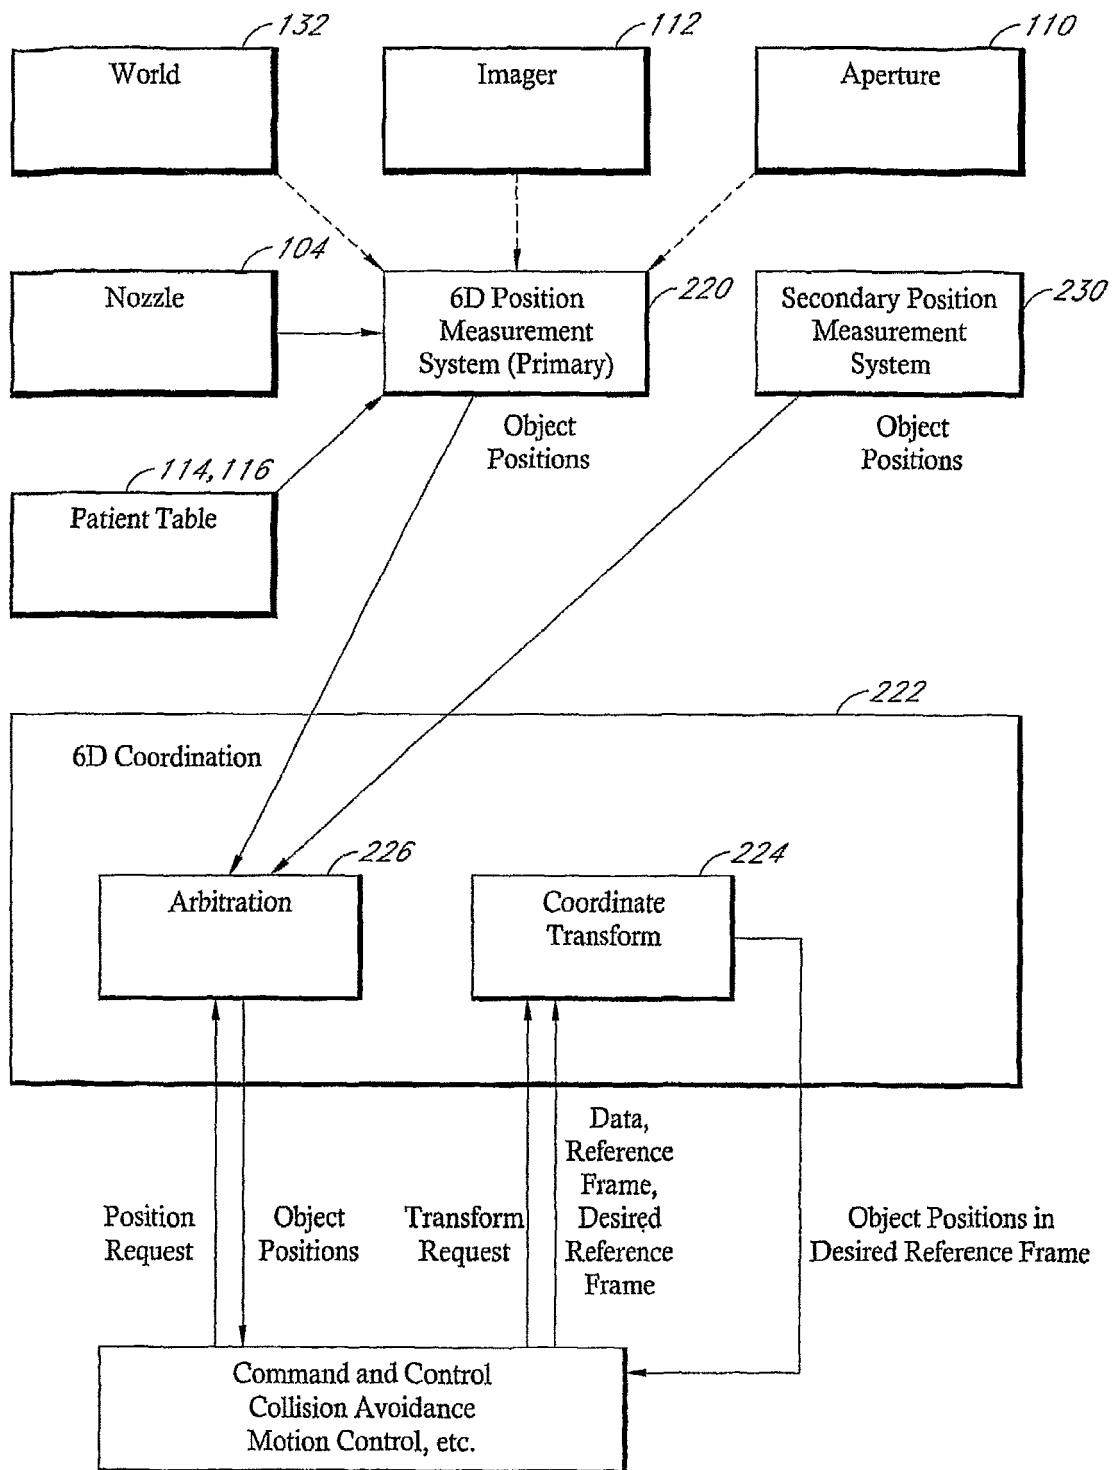 132
112
110
World
Imager
Aperture
104
Nozzle
6D Position
Measurement
System (Primary)
220
Secondary Position
Measurement
System
230
Object
Positions
Object
Positions
114, 116
Patient Table
222
6D Coordination
226
Arbitration
224
Coordinate
Transform
Position
Request
Object
Positions
Transform
Request
Data,
Reference
Frame,
Desired
Reference
Frame
Object Positions in
Desired Reference Frame
Command and Control
Collision Avoidance
Motion Control, etc.